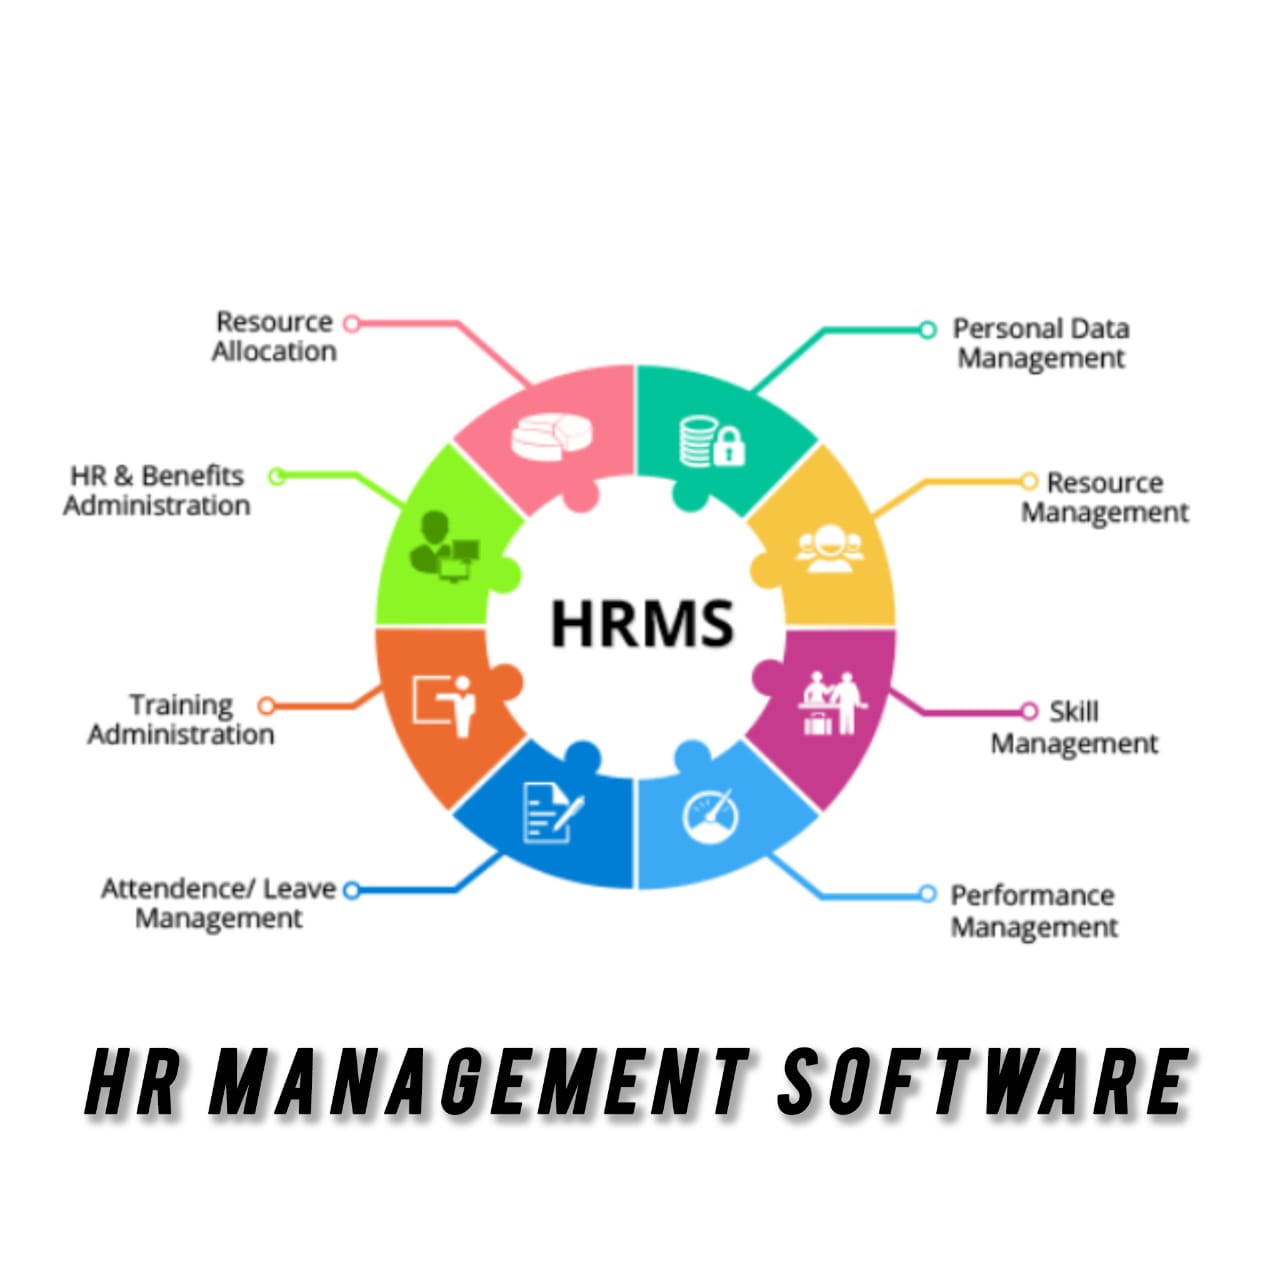 Resource
Allocation
Personal Data
Management
HR & Benefits
Administration
Resource
Management
HRMS
Training
Administration
Skill
Management
Attendence/ Leave
Management
Performance
Management
HR MANAGEMENT SOFTWARE